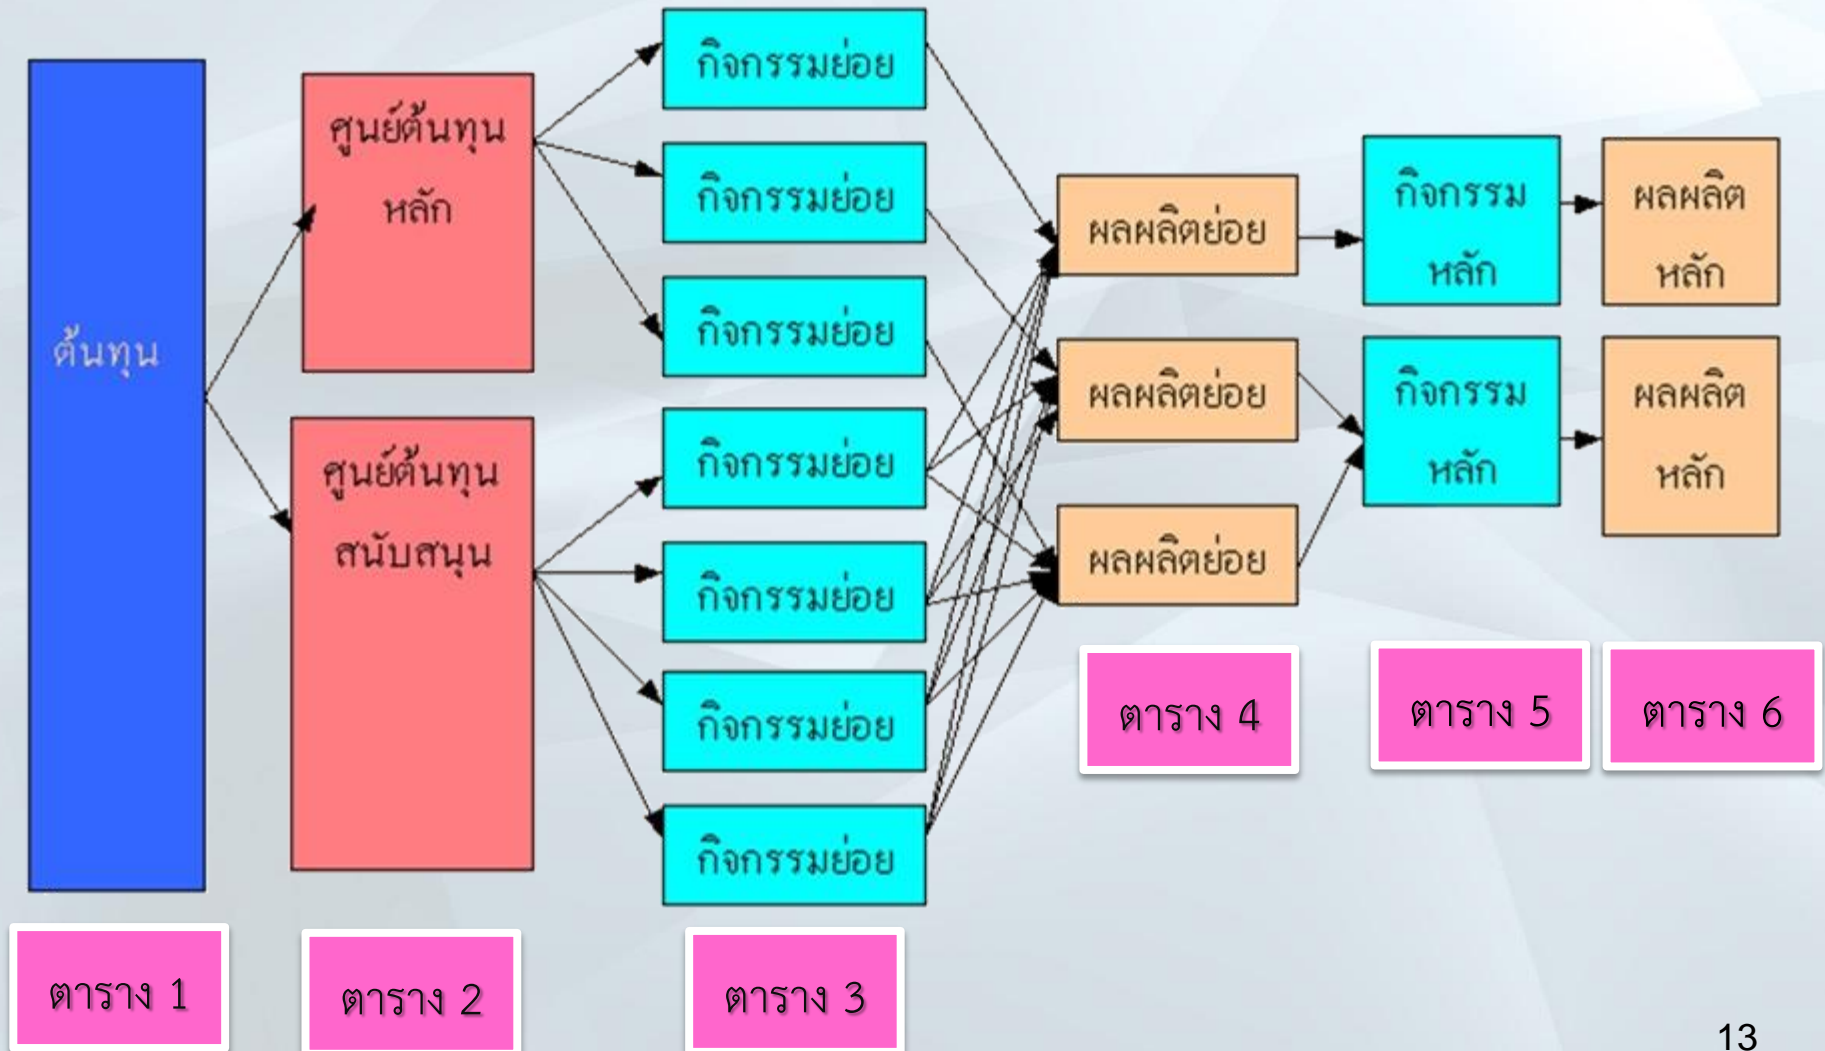 ต้นทุน
ศูนย์ต้นทุน
หลัก
ศูนย์ต้นทุน
สนับสนุน
กิจกรรมย่อย
กิจกรรมย่อย
กิจกรรมย่อย
กิจกรรมย่อย
กิจกรรมย่อย
กิจกรรมย่อย
กิจกรรมย่อย
ผลผลิตย่อย
ผลผลิตย่อย
ผลผลิตย่อย
กิจกรรม
หลัก
กิจกรรม
หลัก
ผลผลิต
หลัก
ผลผลิต
หลัก
ตาราง 1
ตาราง 2
ตาราง 3
ตาราง 4
ตาราง 5
ตาราง 6
13